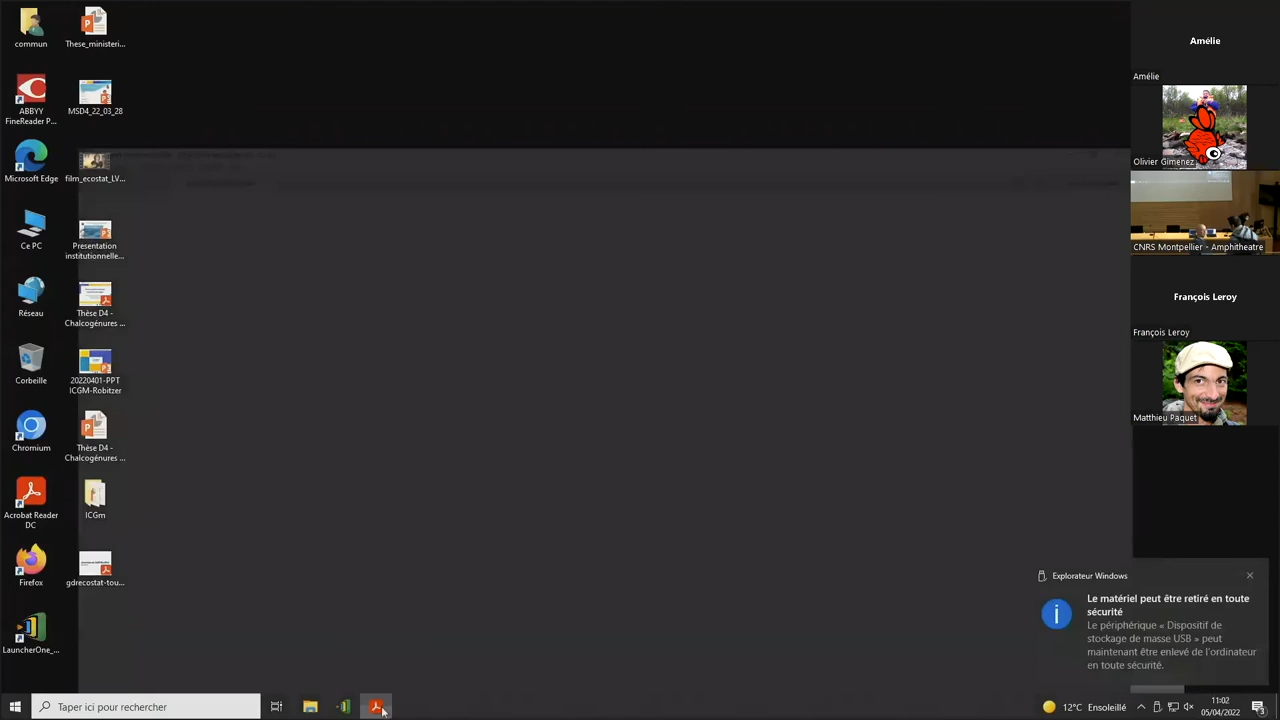 commun
These_ministeri...
ABBYY
FineReader P...
MSD4_22_03_28
Microsoft Edge
film_ecostat_LV...
Ce PC
Presentation
institutionnelle...
Réseau
Thèse D4 -
Chalcogénures ...
Corbeille
20220401-PPT
ICGM-Robitzer
Chromium
Thèse D4 -
Chalcogénures ...
Acrobat Reader
DC
ICGm
Firefox
gdrecostat-tou...
LauncherOne_...
Amélie
Amélie
Olivier Gimenez
CNRS Montpellier - Amphitheatre
François Leroy
François Leroy
Matthieu Paquet
Explorateur Windows
Le matériel peut être retiré en toute
sécurité
Le périphérique « Dispositif de
stockage de masse USB » peut
maintenant être enlevé de l'ordinateur
en toute sécurité.
Taper ici pour rechercher
12°C Ensoleillé
11:02
05/04/2022
3